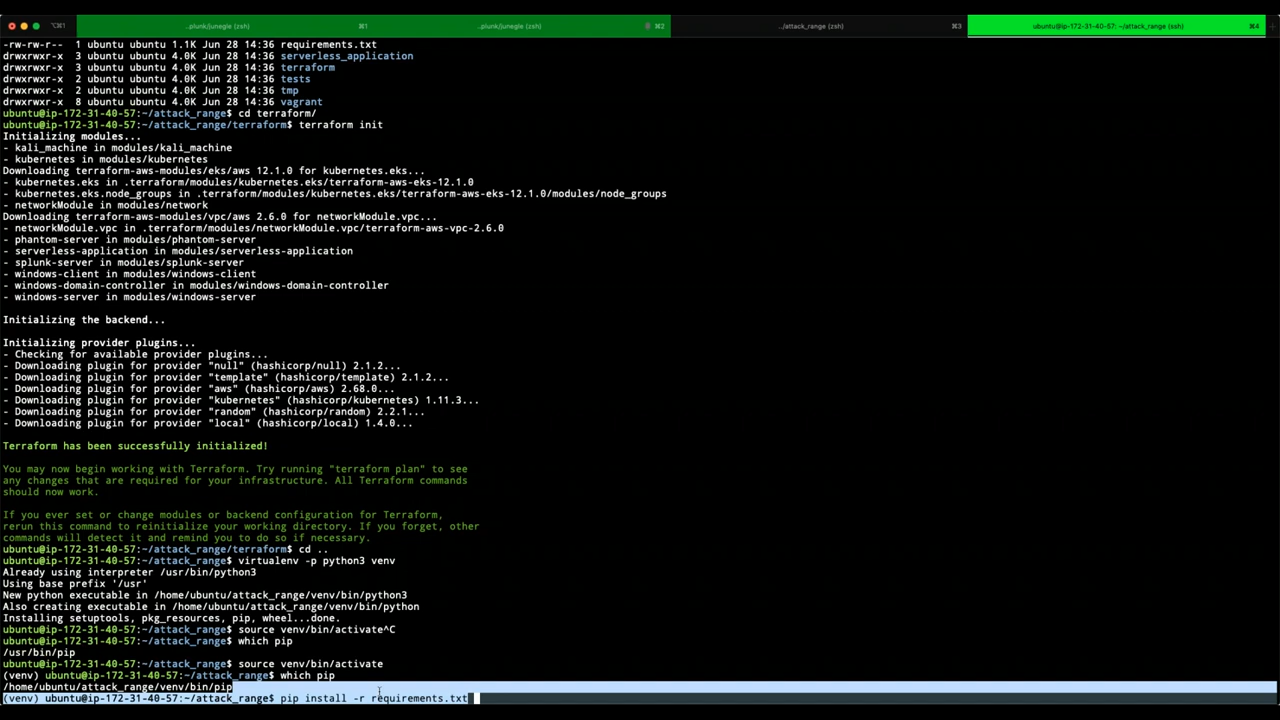 ⌥⌘1
..plunk/junegle (zsh)
⌘1
..plunk/junegle (zsh)
⌘2
../attack_range (zsh)
⌘3
ubuntu@ip-172-31-40-57: ~/attack_range (zsh)
⌘4
-rw-rw-r-- 1 ubuntu ubuntu 1.1K Jun 28 14:36 requirements.txt
drwxrwxr-x 3 ubuntu ubuntu 4.0K Jun 28 14:36 serverless_application
drwxrwxr-x 3 ubuntu ubuntu 4.0K Jun 28 14:36 terraform
drwxrwxr-x 5 ubuntu ubuntu 4.0K Jun 28 14:36 tests
drwxrwxr-x 2 ubuntu ubuntu 4.0K Jun 28 14:36 tmp
drwxrwxr-x 8 ubuntu ubuntu 4.0K Jun 28 14:36 vagrant
ubuntu@ip-172-31-40-57:~/attack_range$ cd terraform/
ubuntu@ip-172-31-40-57:~/attack_range/terraform$ terraform init
Initializing modules...
- kali_machine in modules/kali_machine
- kubernetes in modules/kubernetes
Downloading terraform-aws-modules/eks/aws 12.1.0 for kubernetes.eks...
- kubernetes.eks in .terraform/modules/kubernetes.eks/terraform-aws-eks-12.1.0
- kubernetes.eks.node_groups in .terraform/modules/kubernetes.eks/terraform-aws-eks-12.1.0/modules/node_groups
- networkModule in modules/network
Downloading terraform-aws-modules/vpc/aws 2.6.0 for networkModule.vpc...
- networkModule.vpc in .terraform/modules/networkModule.vpc/terraform-aws-vpc-2.6.0
- phantom-server in modules/phantom-server
- serverless-application in modules/serverless-application
- splunk-server in modules/splunk-server
- windows-client in modules/windows-client
- windows-domain-controller in modules/windows-domain-controller
- windows-server in modules/windows-server
Initializing the backend...
Initializing provider plugins...
- Checking for available provider plugins...
- Downloading plugin for provider "null" (hashicorp/null) 2.1.2...
- Downloading plugin for provider "template" (hashicorp/template) 2.1.2...
- Downloading plugin for provider "aws" (hashicorp/aws) 2.68.0...
- Downloading plugin for provider "kubernetes" (hashicorp/kubernetes) 1.11.3...
- Downloading plugin for provider "random" (hashicorp/random) 2.2.1...
- Downloading plugin for provider "local" (hashicorp/local) 1.4.0...
Terraform has been successfully initialized!
You may now begin working with Terraform. Try running "terraform plan" to see
any changes that are required for your infrastructure. All Terraform commands
should now work.
If you ever set or change modules or backend configuration for Terraform,
rerun this command to reinitialize your working directory. If you forget, other
commands will detect it and remind you to do so if necessary.
ubuntu@ip-172-31-40-57:~/attack_range/terraform$ cd ..
ubuntu@ip-172-31-40-57:~/attack_range$ virtualenv -p python3 venv
Already using interpreter /usr/bin/python3
Using base prefix '/usr'
New python executable in /home/ubuntu/attack_range/venv/bin/python3
Also creating executable in /home/ubuntu/attack_range/venv/bin/python
Installing setuptools, pkg_resources, pip, wheel...done.
ubuntu@ip-172-31-40-57:~/attack_range$ source venv/bin/activate^C
ubuntu@ip-172-31-40-57:~/attack_range$ which pip
/usr/bin/pip
ubuntu@ip-172-31-40-57:~/attack_range$ source venv/bin/activate
(venv) ubuntu@ip-172-31-40-57:~/attack_range$ which pip
/home/ubuntu/attack_range/venv/bin/pip
(venv) ubuntu@ip-172-31-40-57:~/attack_range$ pip install -r requirements.txt